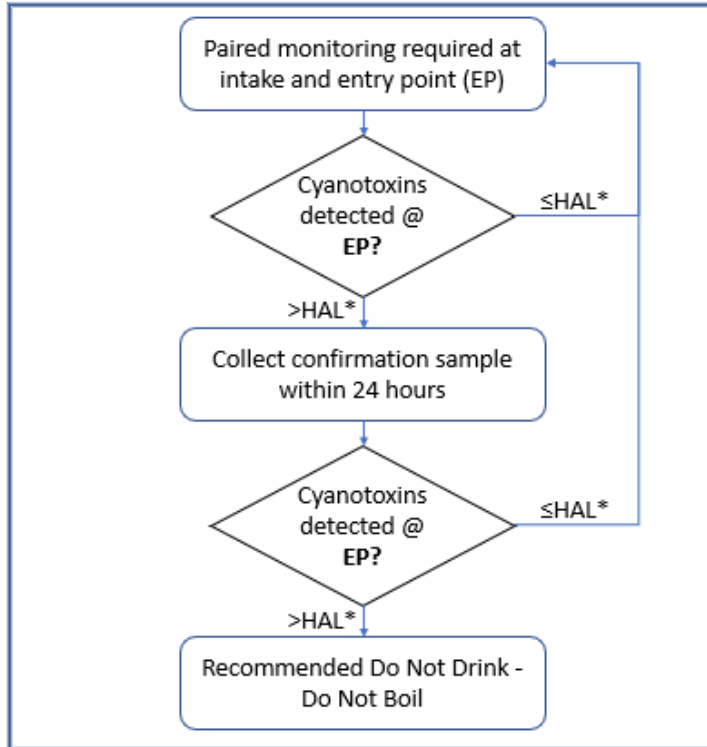 Paired monitoring required at
intake and entry point (EP)
Cyanotoxins
detected @
EP?
≤HAL*
>HAL*
Collect confirmation sample
within 24 hours
Cyanotoxins
detected @
EP?
≤HAL*
>HAL*
Recommended Do Not Drink -
Do Not Boil